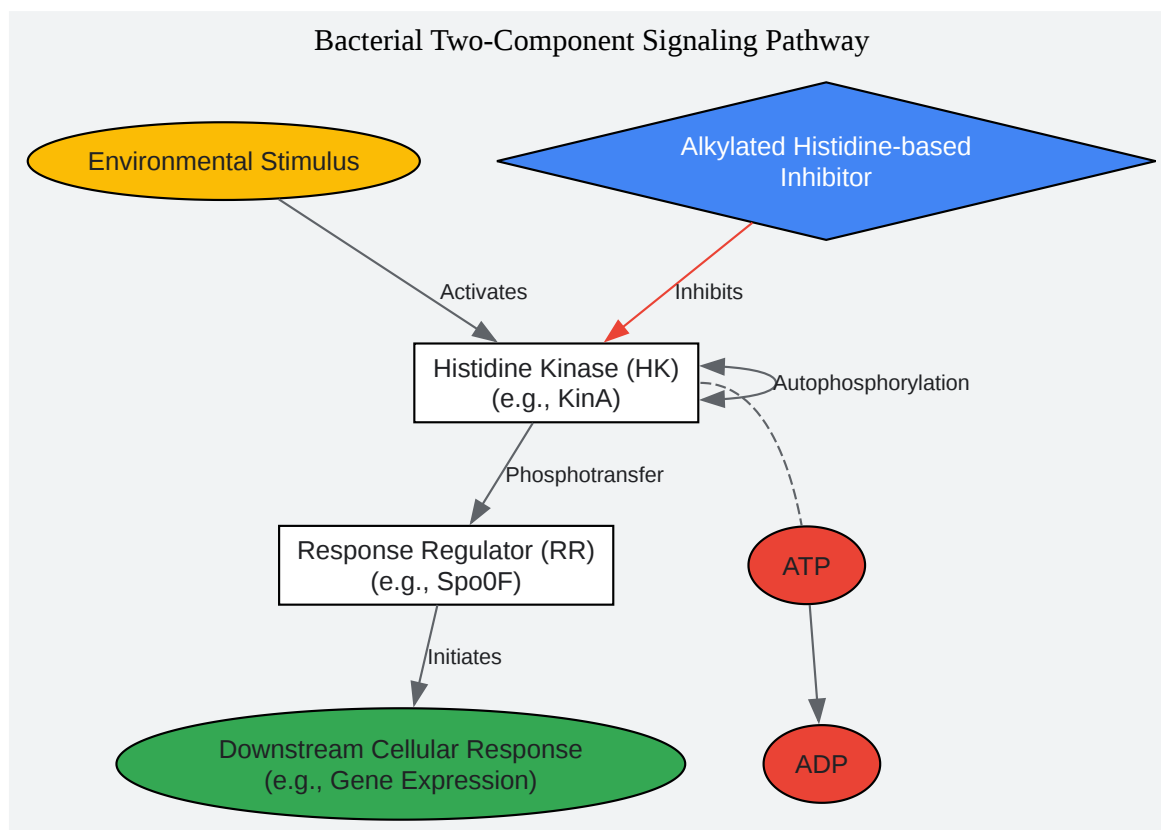 Bacterial Two-Component Signaling Pathway
Environmental Stimulus
Alkylated Histidine-based
Inhibitor
Activates
Inhibits
Histidine Kinase (HK)
(e.g., KinA)
Autophosphorylation
Phosphotransfer
Response Regulator (RR)
(e.g., Spo0F)
ATP
Initiates
Downstream Cellular Response
(e.g., Gene Expression)
ADP